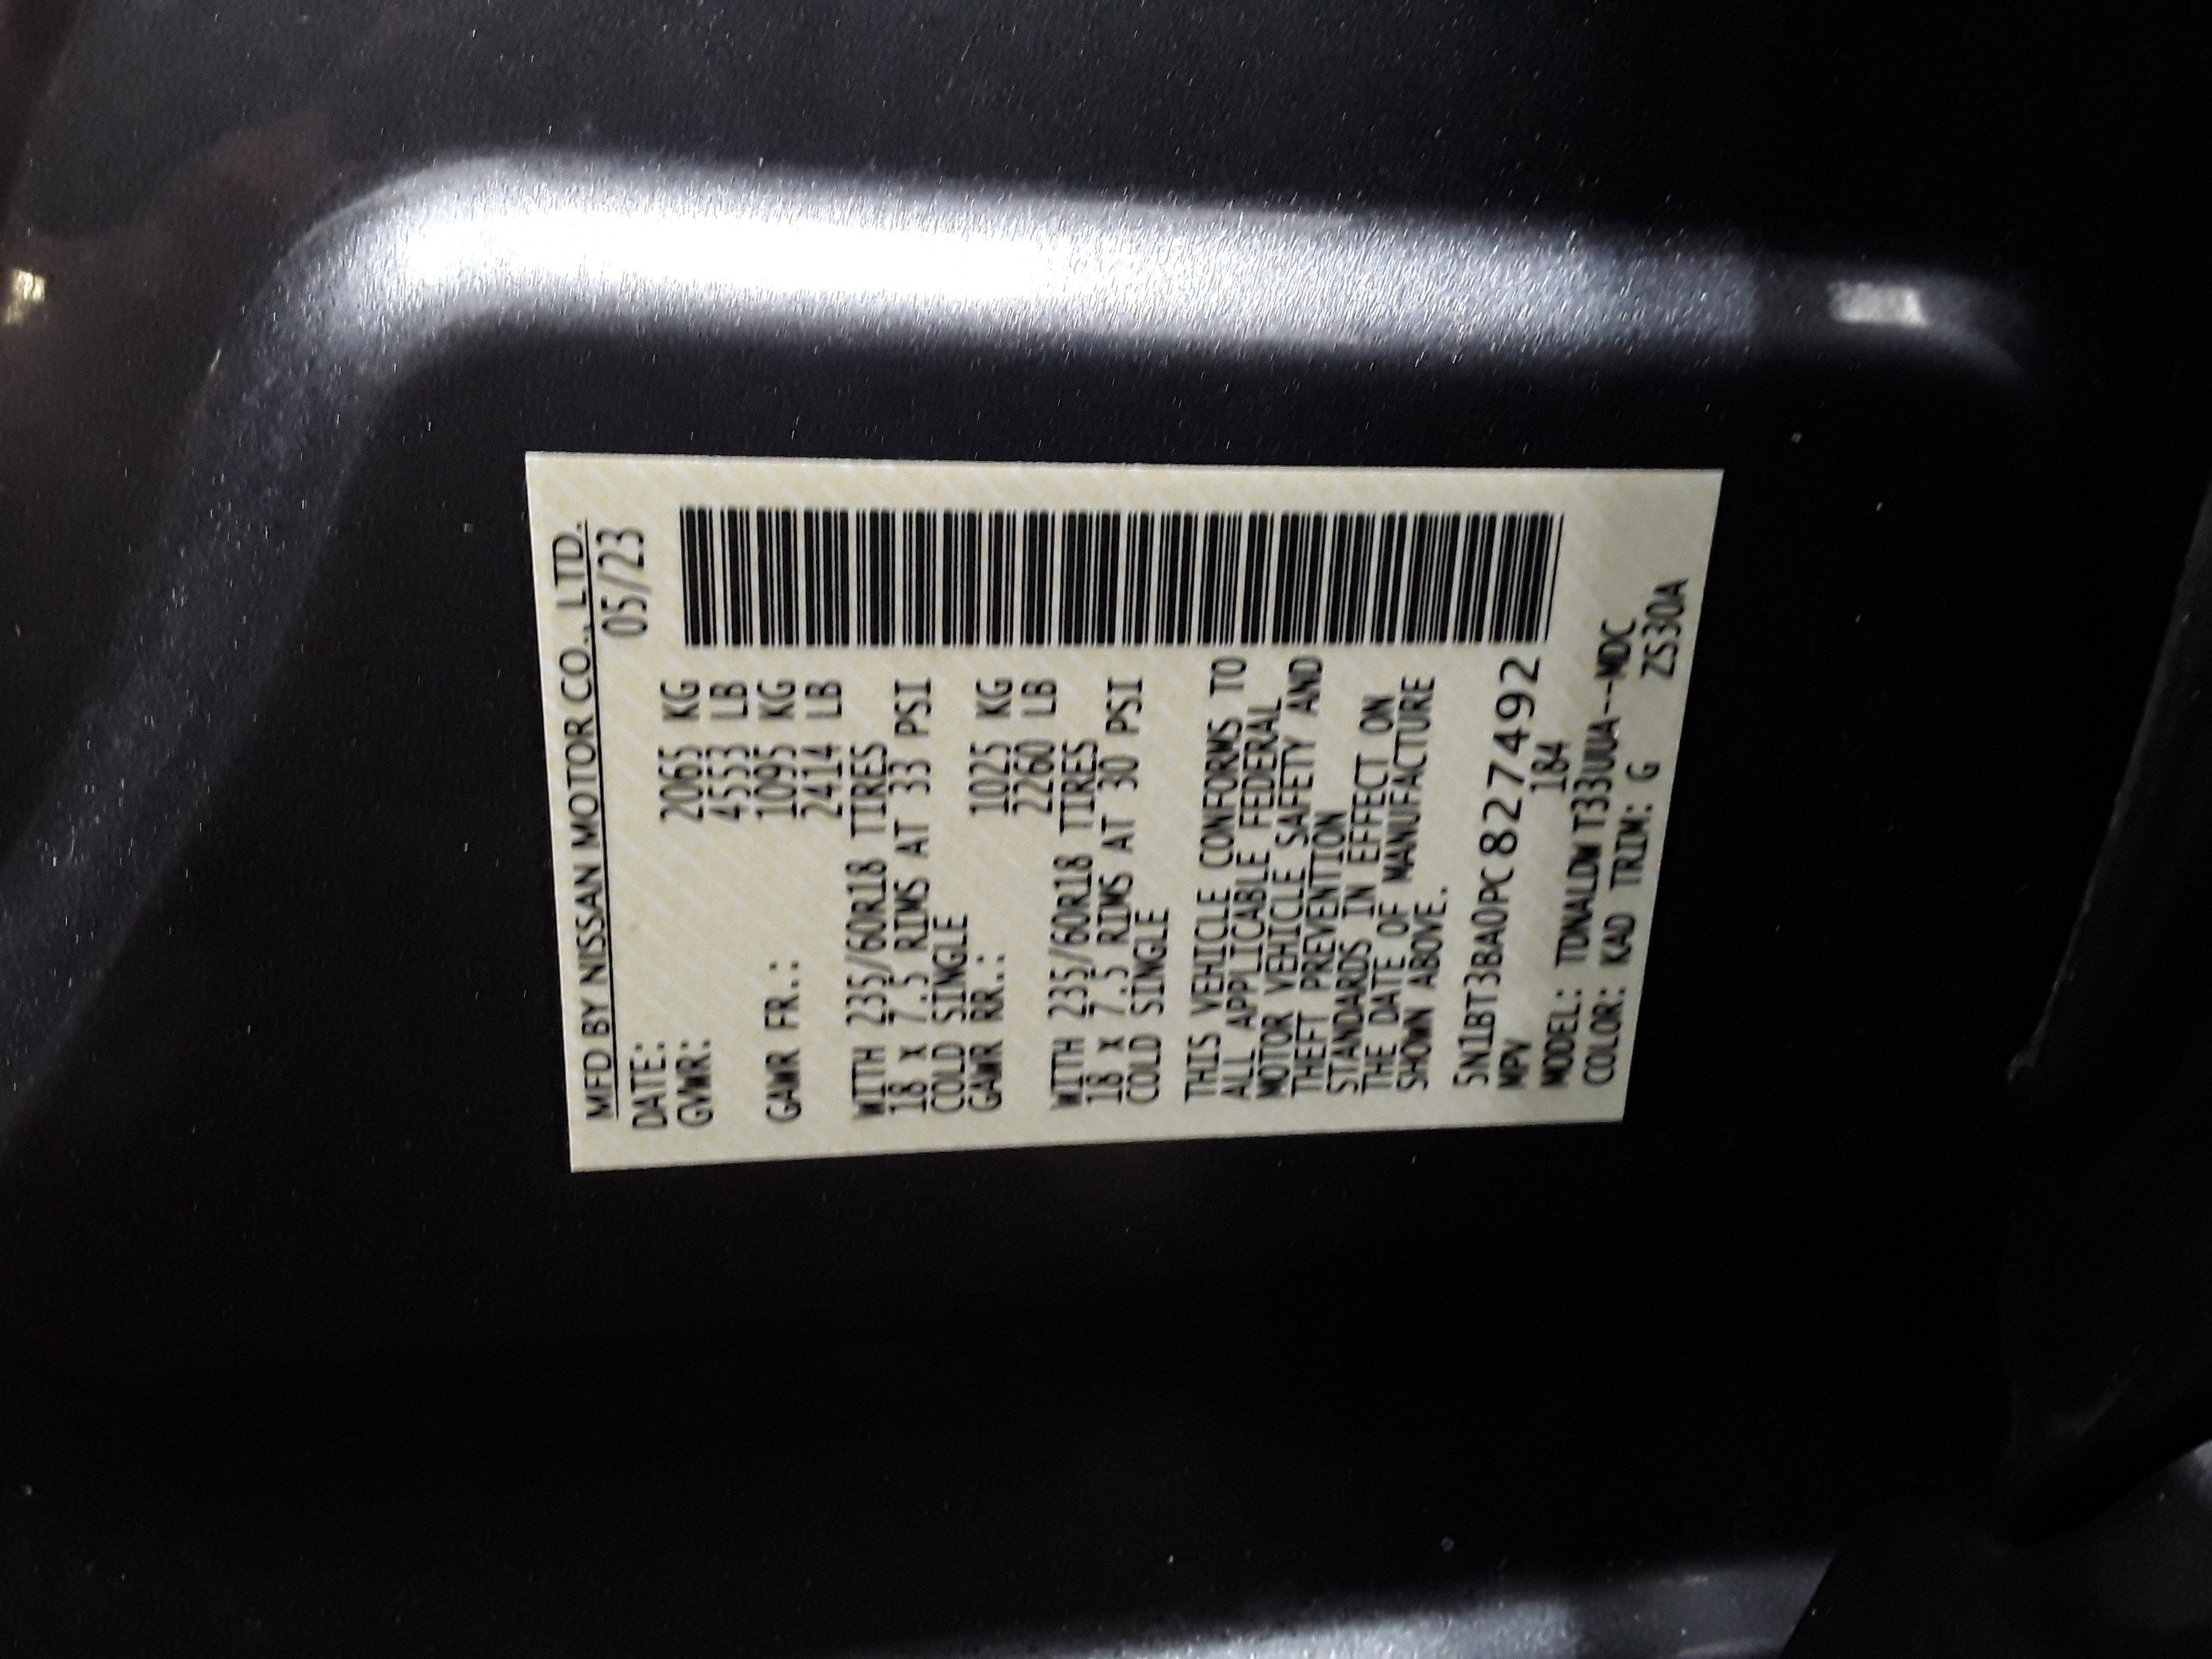 MFD BY NISSAN MOTOR CO., LTD.
DATE: 05/23
GVWR: 2065 KG
4553 LB
GAWR FR.: 1095 KG
2414 LB
WITH 235/60R18 TIRES
18 x 7.5 RIMS AT 33 PSI
COLD SINGLE
GAWR RR.: 1025 KG
2260 LB
WITH 235/60R18 TIRES
18 x 7.5 RIMS AT 30 PSI
COLD SINGLE
THIS VEHICLE CONFORMS TO
ALL APPLICABLE FEDERAL
MOTOR VEHICLE SAFETY AND
THEFT PREVENTION
STANDARDS IN EFFECT ON
THE DATE OF MANUFACTURE
SHOWN ABOVE.
5N1BT3BA0PC827492
MPV 184
MODEL: TDNALDW T33UUA--MDC
COLOR: KAD TRIM: G ZS30A